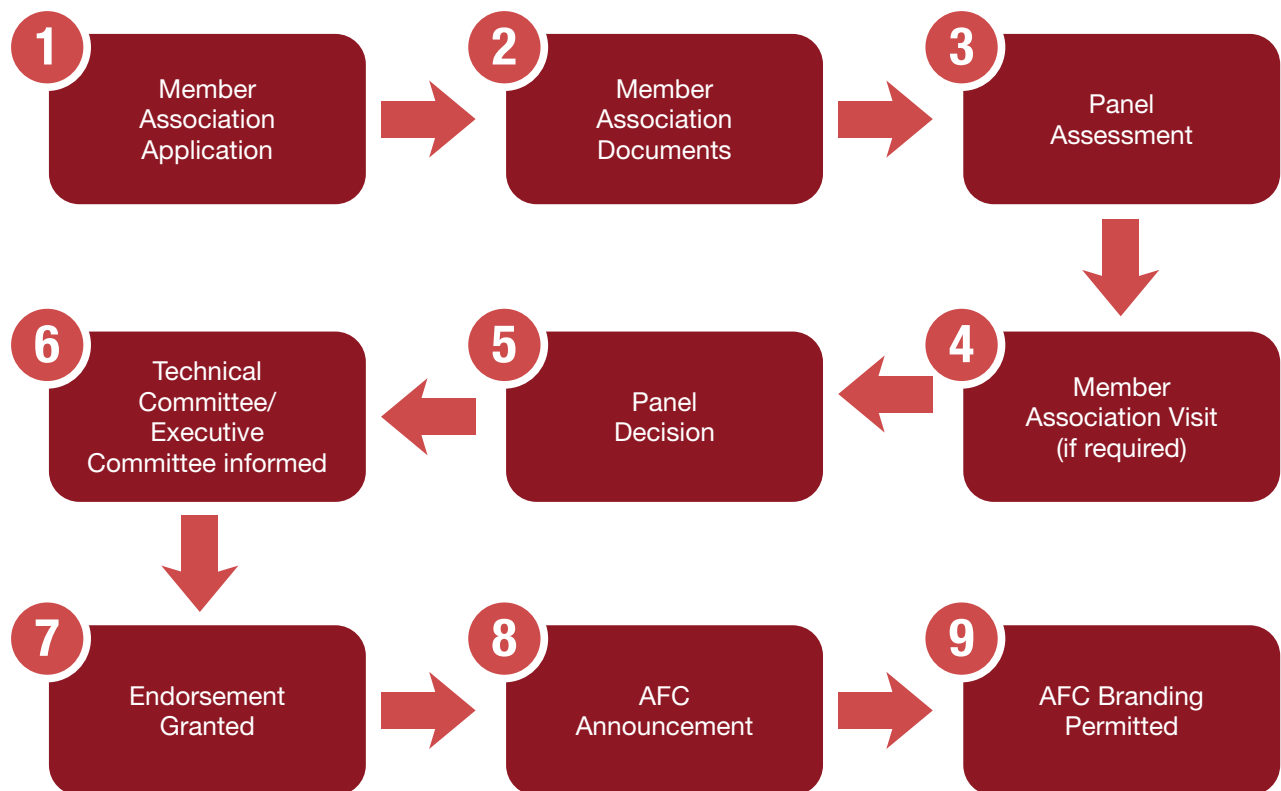 1
Member
Association
Application
2
Member
Association
Documents
3
Panel
Assessment
4
Member
Association Visit
(if required)
5
Panel
Decision
6
Technical
Committee/
Executive
Committee informed
7
Endorsement
Granted
8
AFC
Announcement
9
AFC Branding
Permitted